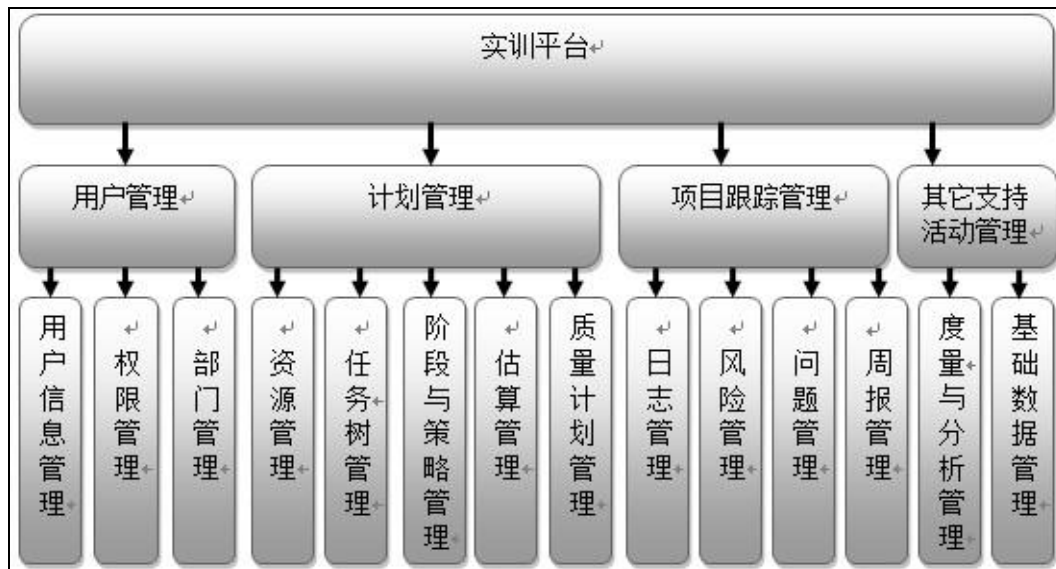 实训平台
用户管理
计划管理
项目跟踪管理
其它支持
活动管理
用户信息管理
权限管理
部门管理
资源管理
任务树管理
阶段与策略管理
估算管理
质量计划管理
日志管理
风险管理
问题管理
周报管理
度量与分析管理
基础数据管理